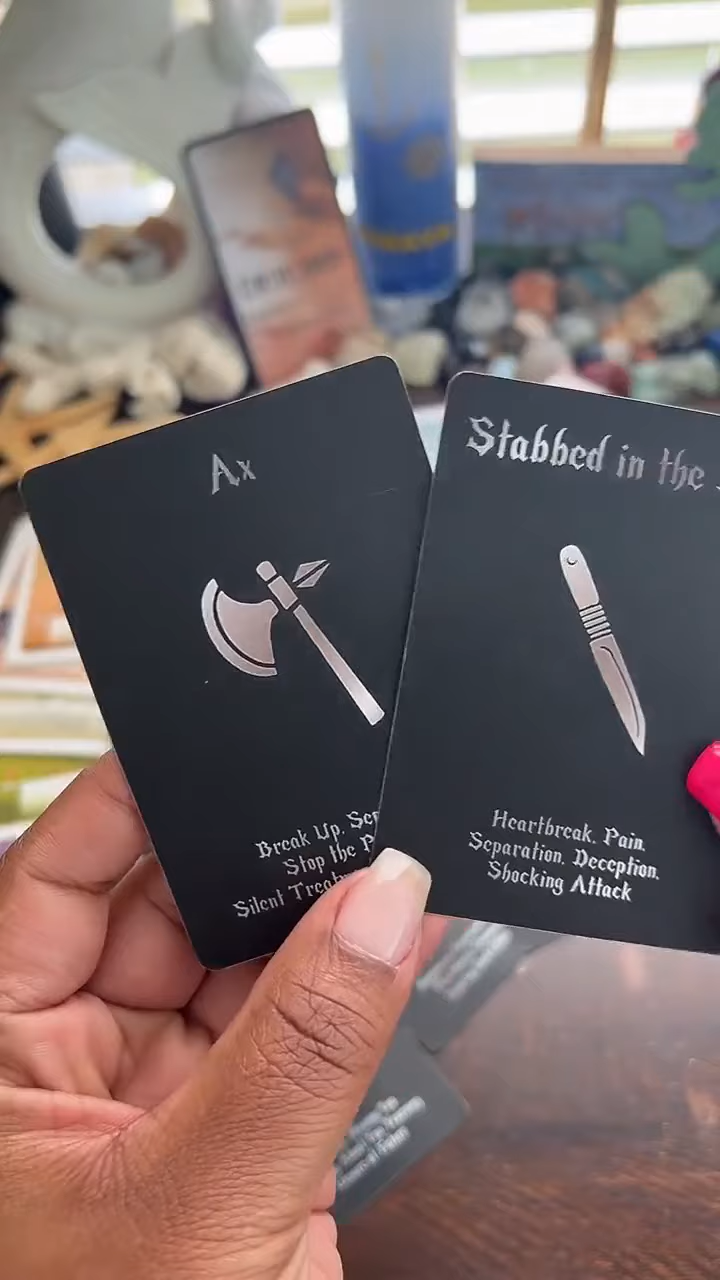 Ax
Break Up. Sep
Stop the P
Silent Treat
Stabbed in the
Heartbreak. Pain.
Separation. Deception.
Shocking Attack